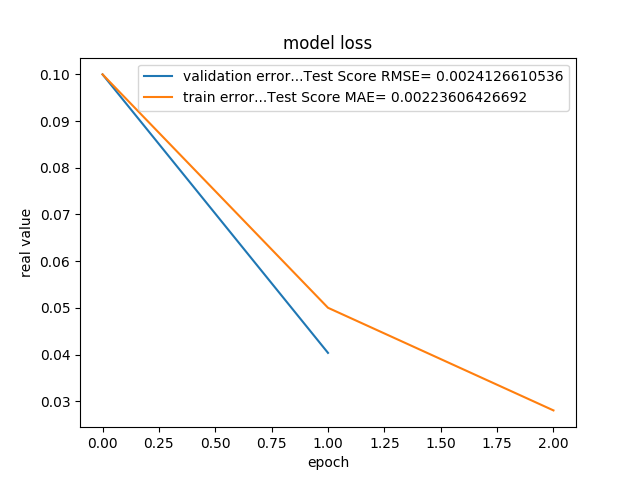 model loss
validation error...Test Score RMSE= 0.0024126610536
train error...Test Score MAE= 0.00223606426692
0.10
0.09
0.08
0.07
0.06
0.05
0.04
0.03
real value
0.00 0.25 0.50 0.75 1.00 1.25 1.50 1.75 2.00
epoch